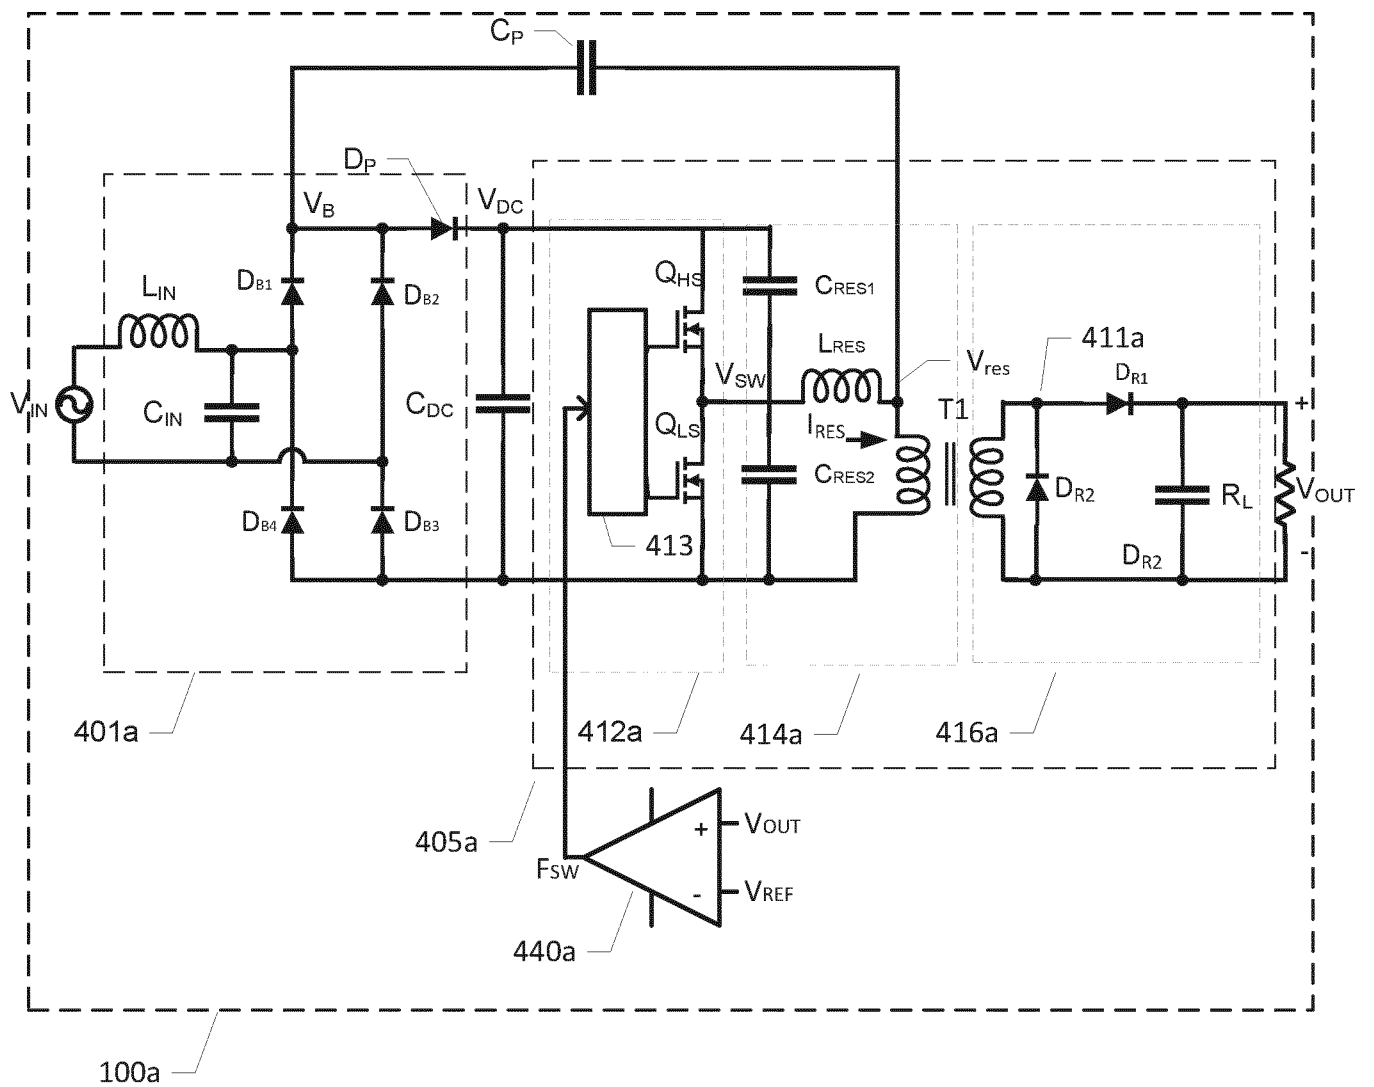 CP
DP
VB
VDC
QHS
CRES1
DB1
DB2
LIN
LRES
Vres
411a
VSW
DR1
VIN
CIN
CDC
QLS
IRES
T1
+
CRES2
DR2
RL
VOUT
DB4
DB3
413
DR2
-
401a
412a
414a
416a
405a
+
VOUT
FSW
-
VREF
440a
100a